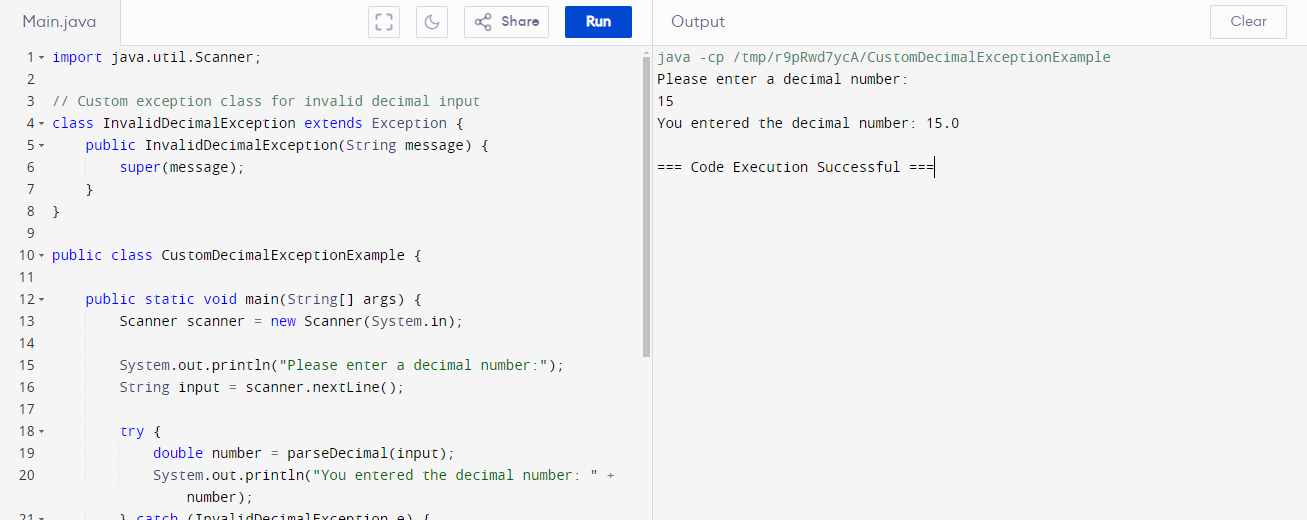 Main.java
Share
Run
1 import java.util.Scanner;
2
3 // Custom exception class for invalid decimal input
4 class InvalidDecimalException extends Exception {
5 public InvalidDecimalException(String message) {
6 super(message);
7 }
8 }
9
10 public class CustomDecimalExceptionExample {
11
12 public static void main(String[] args) {
13 Scanner scanner = new Scanner(System.in);
14
15 System.out.println("Please enter a decimal number:");
16 String input = scanner.nextLine();
17
18 try {
19 double number = parseDecimal(input);
20 System.out.println("You entered the decimal number: " +
number);
21 } catch (InvalidDecimalException e) {
Output
Clear
java -cp /tmp/r9pRwd7ycA/CustomDecimalExceptionExample
Please enter a decimal number:
15
You entered the decimal number: 15.0
=== Code Execution Successful ===